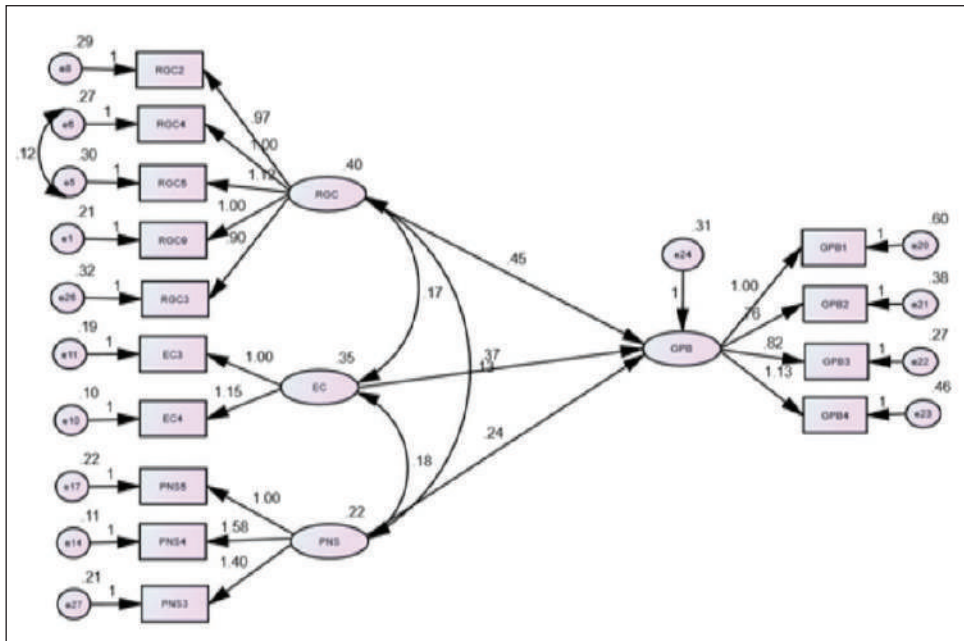 .29
e8 1 RGC2
.27
e6 1 RGC4
.12
.30
e5 1 RGC5
.21
e1 1
.32
e26 1 RGC3
.19
e11 1 EC3
.10
e10 1 EC4
.22
e17 1 PNS5
.11
e14 1 PNS4
.21
e27 1 PNS3
.97
1.00
1.12
1.00
.90
RGC .40
1.00
1.15
EC .35
1.00
1.58
1.40
PNS .22
.17
.18
.45
.37
.13
.24
.31
e24
1
GPB
1.00
.76
.82
1.13
GPB1 1 e20 .60
GPB2 1 e21 .38
GPB3 1 e22 .27
GPB4 1 e23 .46